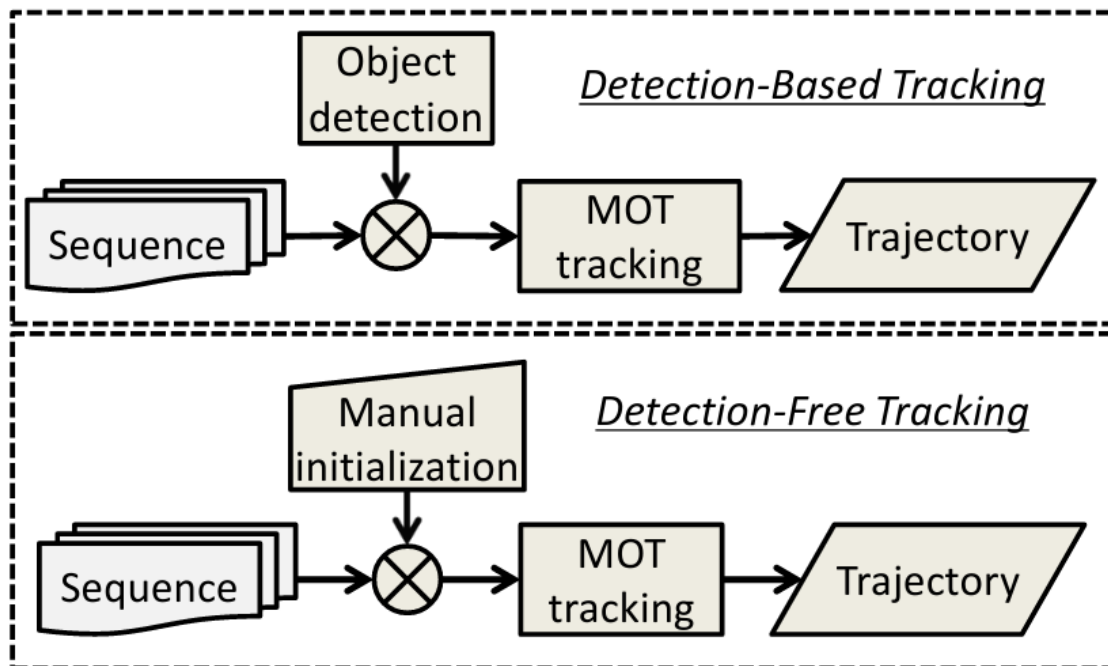 Object
detection
Detection-Based Tracking
Sequence
MOT
tracking
Trajectory
Manual
initialization
Detection-Free Tracking
Sequence
MOT
tracking
Trajectory